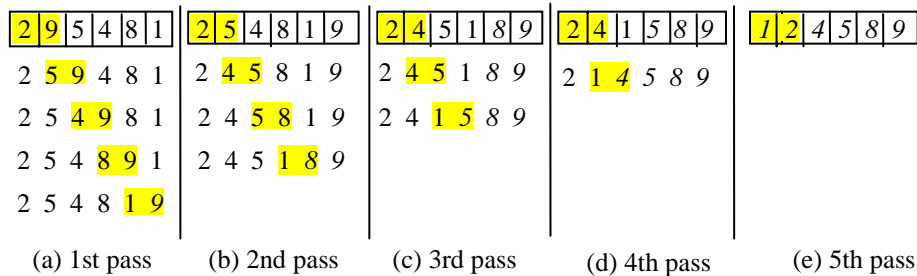 2 9 5 4 8 1
2 5 9 4 8 1
2 5 4 9 8 1
2 5 4 8 9 1
2 5 4 8 1 9
(a) 1st pass
2 5 4 8 1 9
2 4 5 8 1 9
2 4 5 8 1 9
2 4 5 1 8 9
(b) 2nd pass
2 4 5 1 8 9
2 4 5 1 8 9
2 4 1 5 8 9
(c) 3rd pass
2 4 1 5 8 9
2 1 4 5 8 9
(d) 4th pass
1 2 4 5 8 9
(e) 5th pass